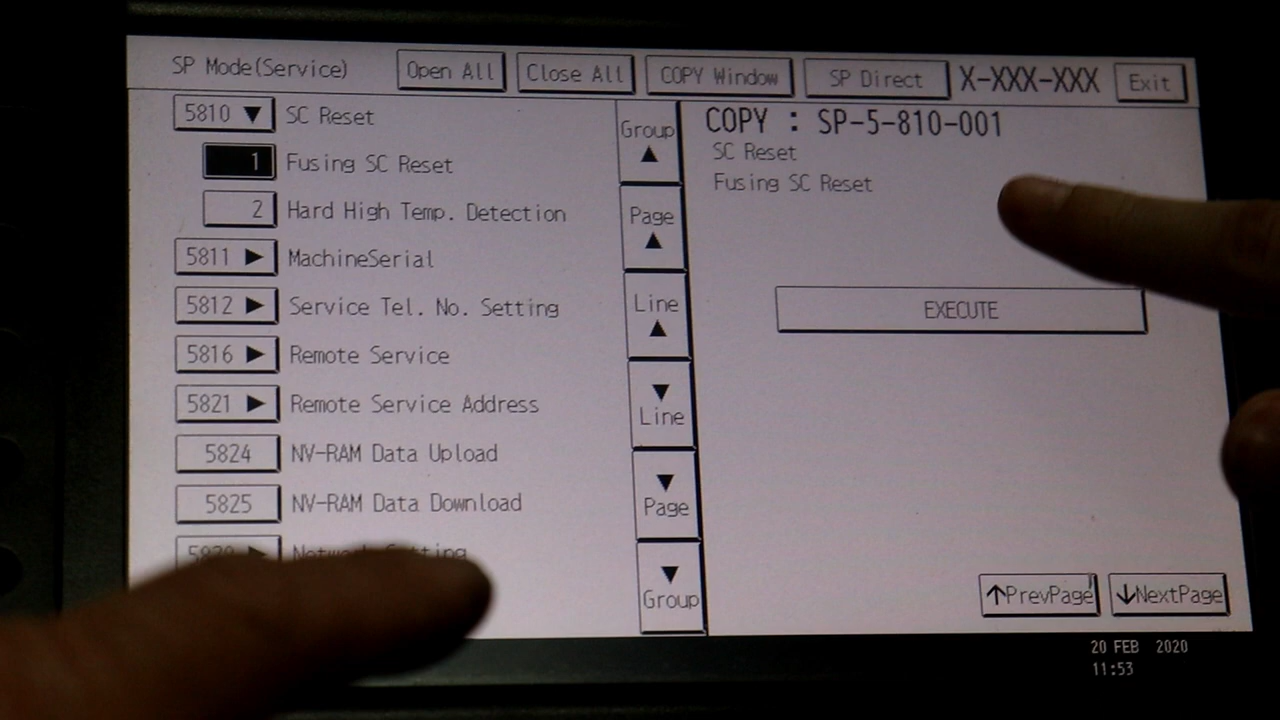 SP Mode(Service) Open All Close All COPY Window SP Direct X-XXX-XXX Exit
5810 ▼ SC Reset
1 Fusing SC Reset
2 Hard High Temp. Detection
5811 ▶ MachineSerial
5812 ▶ Service Tel. No. Setting
5816 ▶ Remote Service
5821 ▶ Remote Service Address
5824 NV-RAM Data Upload
5825 NV-RAM Data Download
Network Setting
Group
▲
Page
▲
Line
▲
▼
Line
▼
Page
▼
Group
COPY : SP-5-810-001
SC Reset
Fusing SC Reset
EXECUTE
↑PrevPage ↓NextPage
20 FEB 2020
11:53